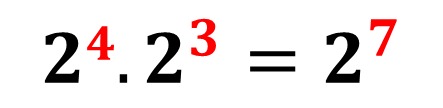 2⁴.2³ = 2⁷